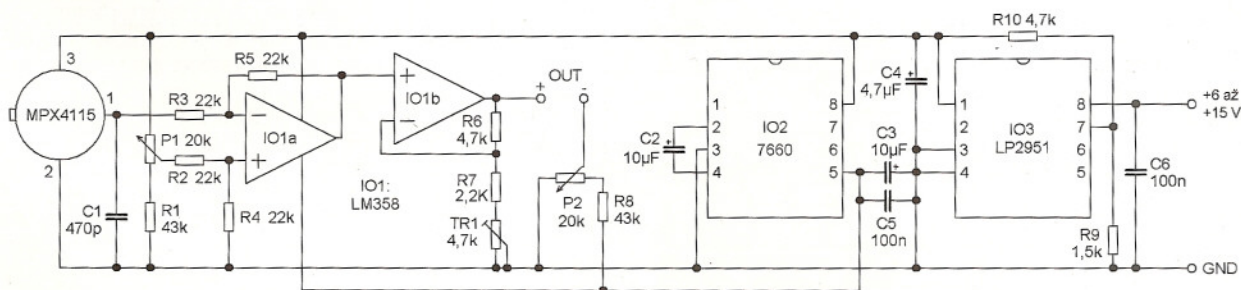 3
MPX4115
1
2
C1
470p
R3 22k
P1 20k
R2 22k
R1
43k
R4 22k
R5 22k
IO1a
IO1:
LM358
IO1b
R6
4,7k
R7
2,2K
TR1
4,7k
+ OUT -
P2
20k
R8
43k
C2
10µF
1
2
3
4
IO2
7660
8
7
6
5
C4
4,7µF
C3
10µF
C5
100n
R10 4,7k
1
2
3
4
IO3
LP2951
8
7
6
5
R9
1,5k
C6
100n
+6 až
+15 V
GND